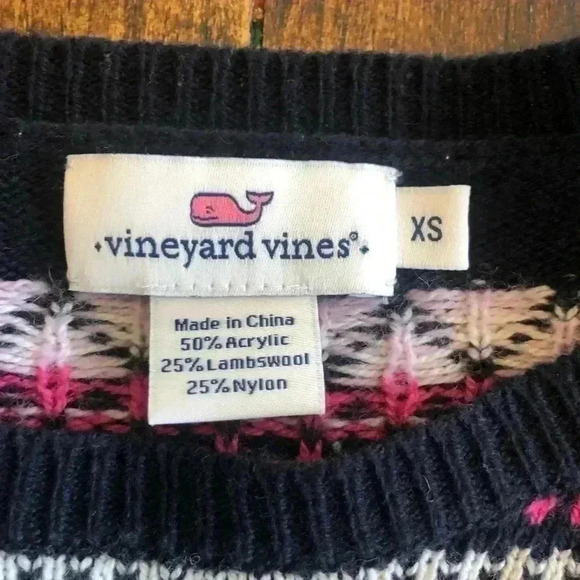 ·vineyard vines®·
XS
Made in China
50% Acrylic
25% Lambswool
25% Nylon